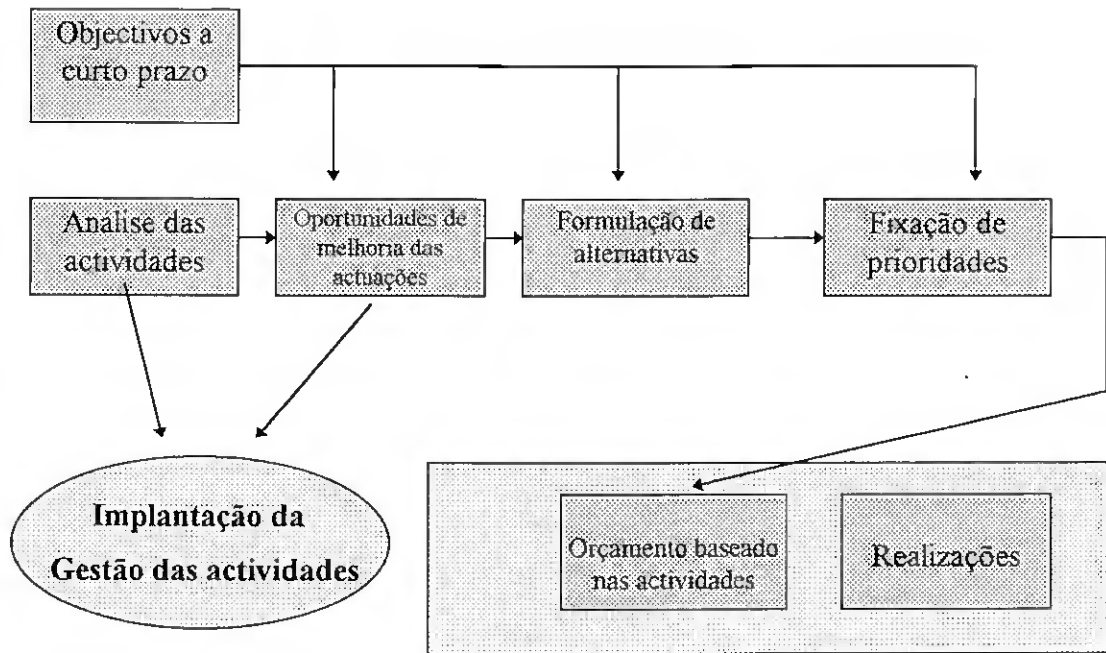 Objectivos a
curto prazo
Analise das
actividades
Oportunidades de
melhoria das
actuações
Formulação de
alternativas
Fixação de
prioridades
Implantação da
Gestão das actividades
Orçamento baseado
nas actividades
Realizações